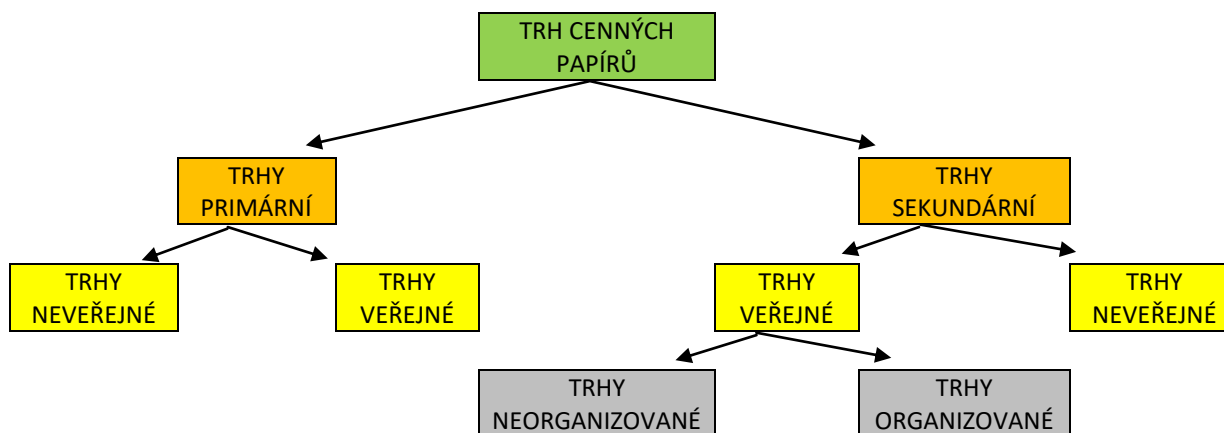 TRH CENNÝCH
PAPÍRŮ
TRHY
PRIMÁRNÍ
TRHY
SEKUNDÁRNÍ
TRHY
NEVEŘEJNÉ
TRHY
VEŘEJNÉ
TRHY
VEŘEJNÉ
TRHY
NEVEŘEJNÉ
TRHY
NEORGANIZOVANÉ
TRHY
ORGANIZOVANÉ